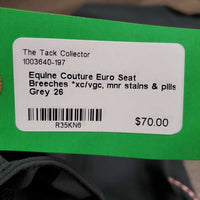 The Tack Collector
1003640-197
Equine Couture Euro Seat
Breeches *xc/vgc, mnr stains & pills
Grey 26
R35KN6
$70.00